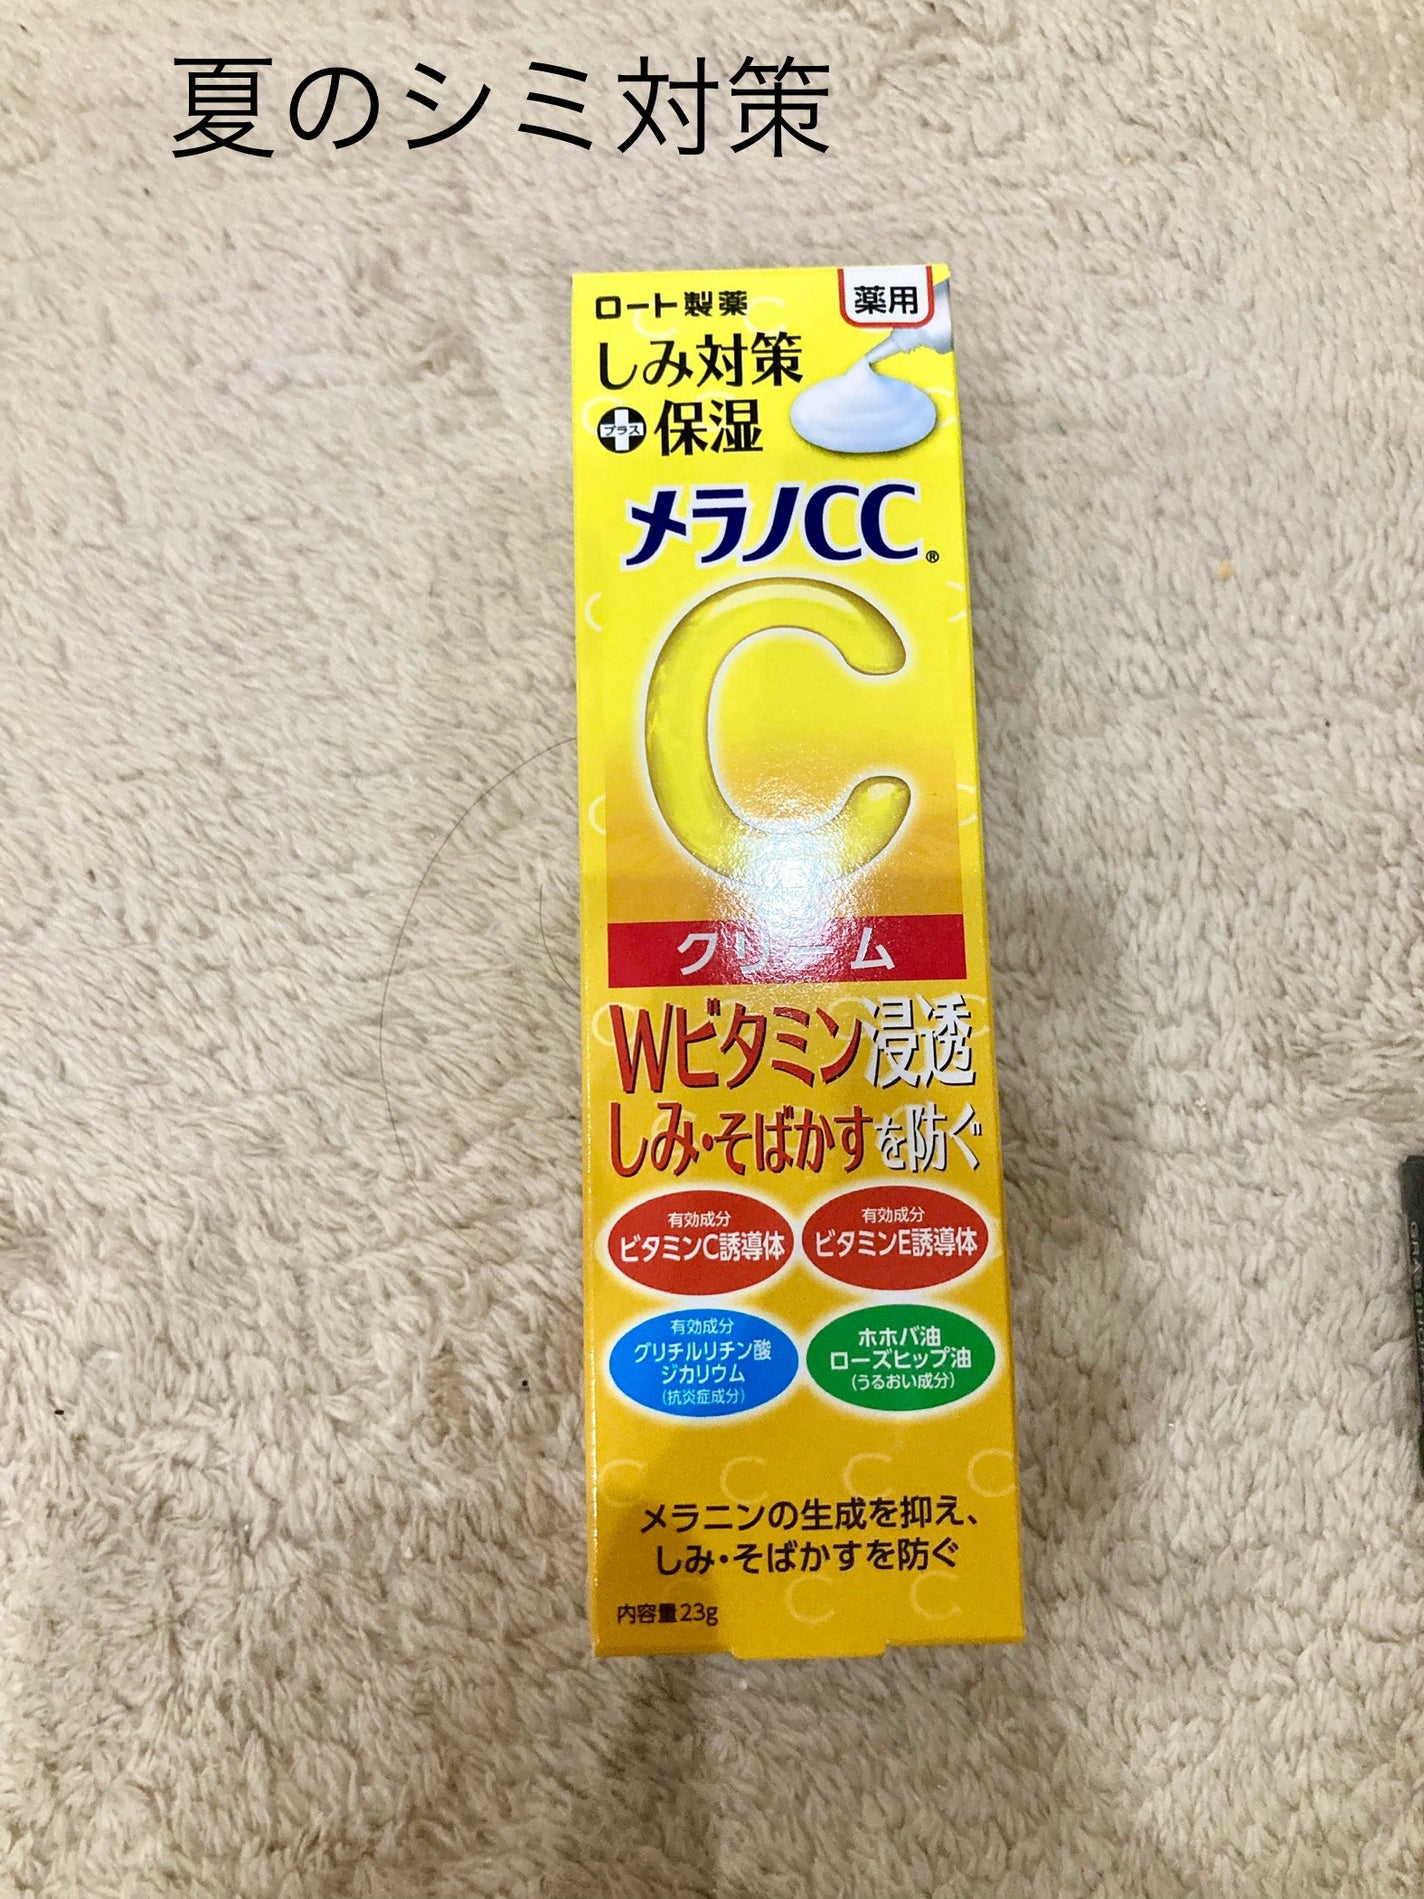 夏のシミ対策
ロート製薬
薬用
しみ対策
プラス保湿
メラノCC®
C
クリーム
Wビタミン浸透
しみ・そばかすを防ぐ
有効成分
ビタミンC誘導体
有効成分
ビタミンE誘導体
有効成分
グリチルリチン酸
ジカリウム
(抗炎症成分)
ホホバ油
ローズヒップ油
(うるおい成分)
メラニンの生成を抑え、
しみ・そばかすを防ぐ
内容量23g